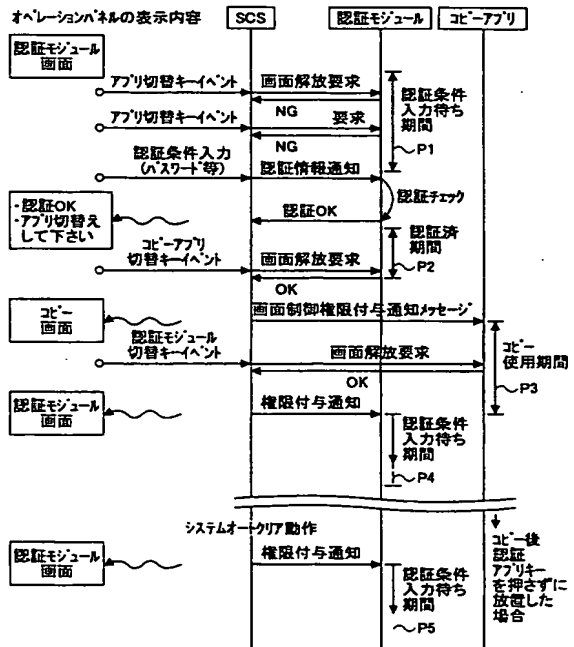 オペレーションパネルの表示内容
SCS
認証モジュール
コピーアプリ
認証モジュール
画面
アプリ切替キーイベント
画面解放要求
NG
アプリ切替キーイベント
要求
NG
認証条件
入力待ち
期間
P1
認証条件入力
(パスワード等)
認証情報通知
認証チェック
認証OK
・認証OK
・アプリ切替え
して下さい
認証済
期間
P2
コピーアプリ
切替キーイベント
画面解放要求
OK
コピー
画面
画面制御権限付与通知メッセージ
認証モジュール
切替キーイベント
画面解放要求
OK
コピー
使用期間
P3
認証モジュール
画面
権限付与通知
認証条件
入力待ち
期間
P4
システムオートクリア動作
認証モジュール
画面
権限付与通知
認証条件
入力待ち
期間
P5
コピー後
認証
アプリキー
を押さずに
放置した
場合